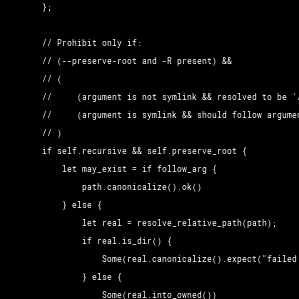 };
// Prohibit only if:
// (--preserve-root and -R present) &&
// (
//     (argument is not symlink && resolved to be '
//     (argument is symlink && should follow
// )
if self.recursive && self.preserve_root {
let may_exist = if follow_arg {
path.canonicalize().ok()
} else {
let real = resolve_relative_path(path);
if real.is_dir() {
Some(real.canonicalize().expect("failed
} else {
Some(real.into_owned())